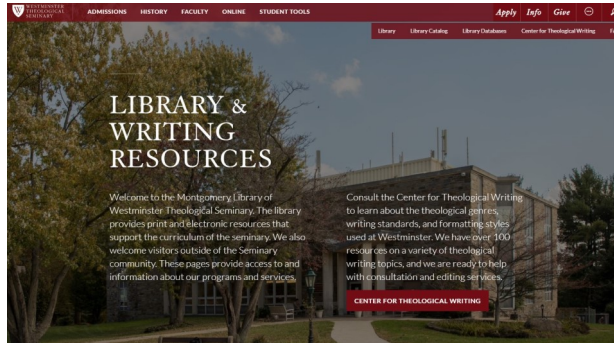 WESTMINSTER
THEOLOGICAL
SEMINARY
ADMISSIONS HISTORY FACULTY ONLINE STUDENT TOOLS
Apply Info Give
Library Library Catalog Library Databases Center for Theological Writing
LIBRARY &
WRITING
RESOURCES
Welcome to the Montgomery Library of
Westminster Theological Seminary. The library
provides print and electronic resources that
support the curriculum of the seminary. We also
welcome visitors outside of the Seminary
community. These pages provide access to and
information about our programs and services.
Consult the Center for Theological Writing
to learn about the theological genres,
writing standards, and formatting styles
used at Westminster. We have over 100
resources on a variety of theological
writing topics, and we are ready to help
with consultation and editing services.
CENTER FOR THEOLOGICAL WRITING